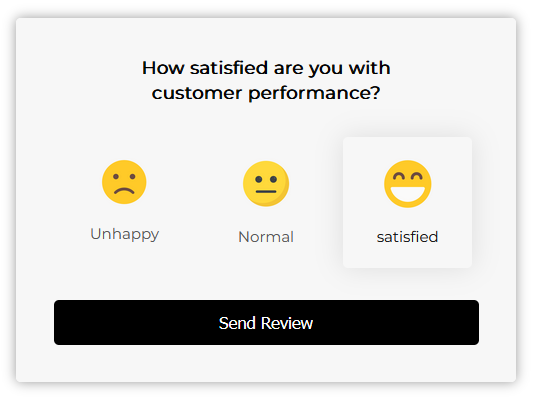 How satisfied are you with
customer performance?
Unhappy
Normal
satisfied
Send Review